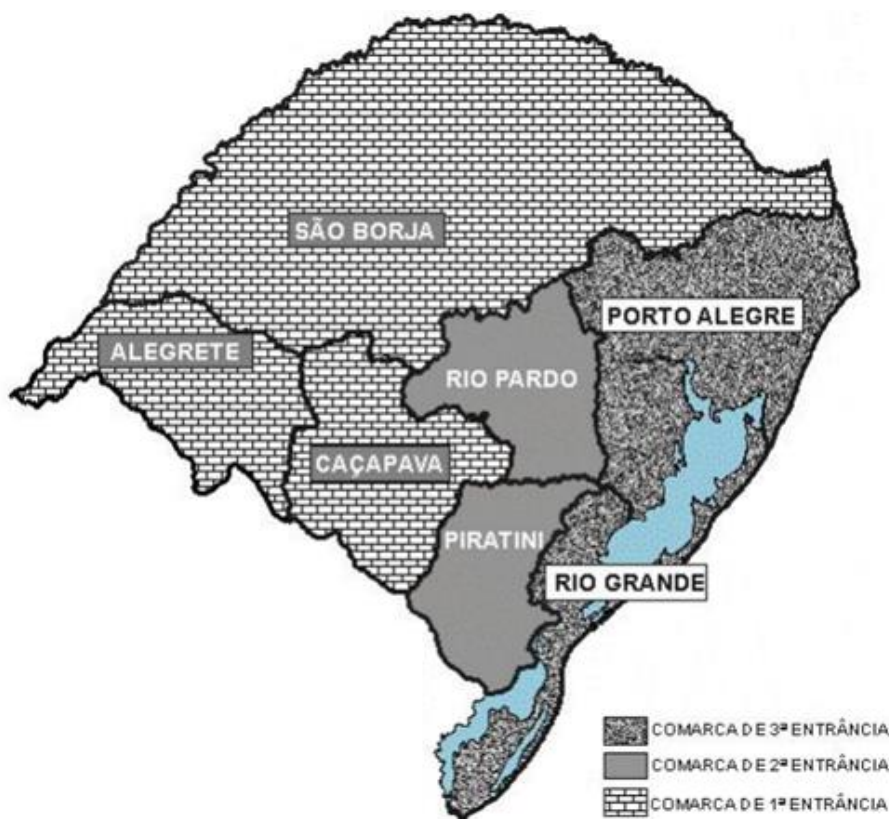 SÃO BORJA
PORTO ALEGRE
ALEGRETE
RIO PARDO
CAÇAPAVA
PIRATINI
RIO GRANDE
COMARCA DE 3ª ENTRÂNCIA
COMARCA DE 2ª ENTRÂNCIA
COMARCA DE 1ª ENTRÂNCIA